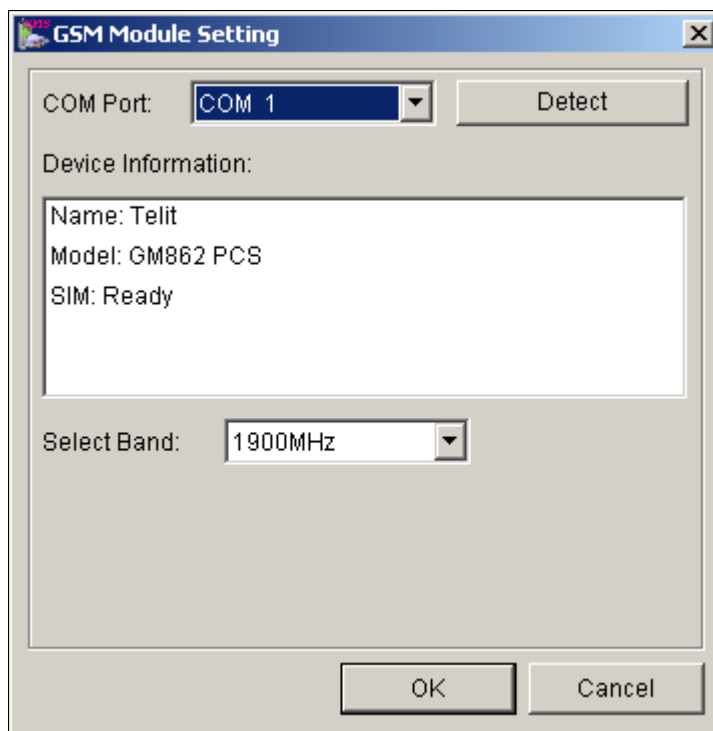 GSM Module Setting
COM Port: COM 1 Detect
Device Information:
Name: Telit
Model: GM862 PCS
SIM: Ready
Select Band: 1900MHz
OK Cancel